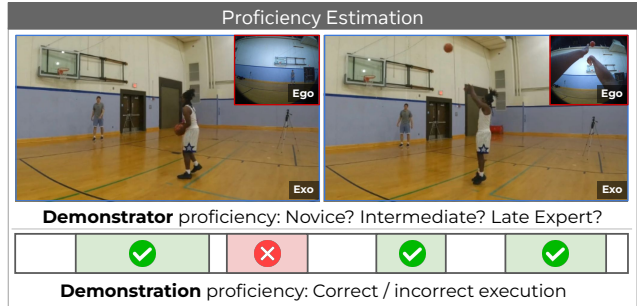 Proficiency Estimation
Ego
Exo
Ego
Exo
Demonstrator proficiency: Novice? Intermediate? Late Expert?
Demonstration proficiency: Correct / incorrect execution